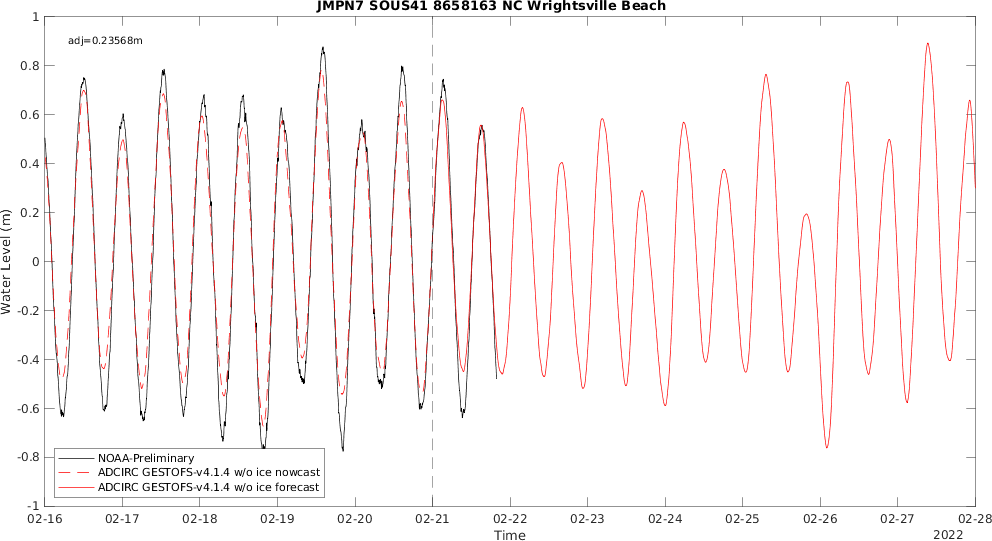 JMPN7 SOUS41 8658163 NC Wrightsville Beach
adj=0.23568m
1
0.8
0.6
0.4
0.2
0
-0.2
-0.4
-0.6
-0.8
-1
Water Level (m)
NOAA-Preliminary
ADCIRC GESTOFS-v4.1.4 w/o ice nowcast
ADCIRC GESTOFS-v4.1.4 w/o ice forecast
02-16 02-17 02-18 02-19 02-20 02-21 02-22 02-23 02-24 02-25 02-26 02-27 02-28
Time
2022